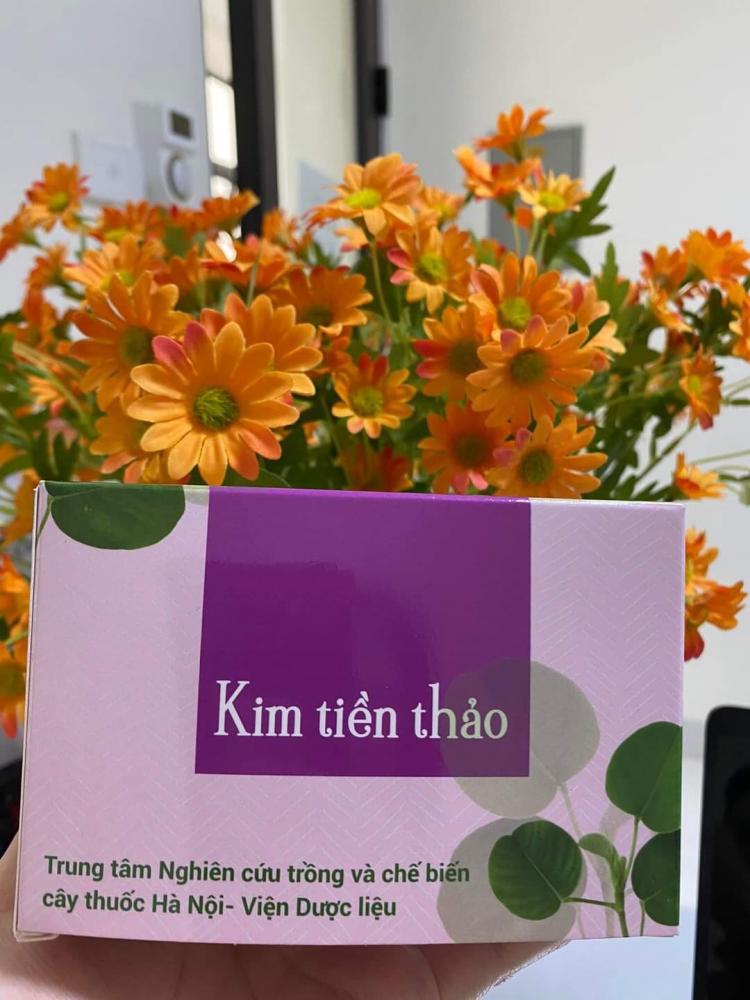 Kim tiền thảo
Trung tâm Nghiên cứu trồng và chế biến
cây thuốc Hà Nội- Viện Dược liệu